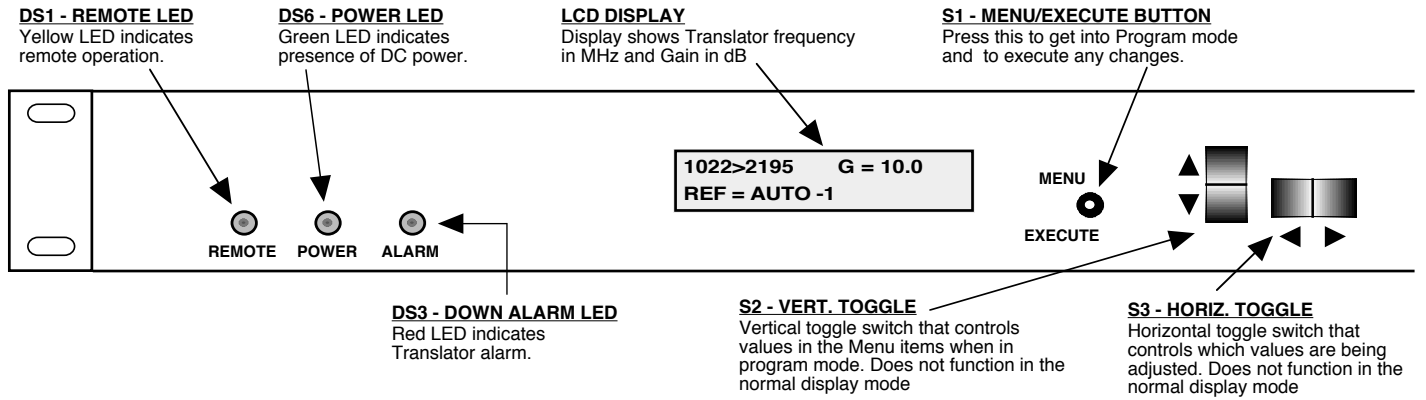 DS1 - REMOTE LED
Yellow LED indicates
remote operation.
DS6 - POWER LED
Green LED indicates
presence of DC power.
LCD DISPLAY
Display shows Translator frequency
in MHz and Gain in dB
S1 - MENU/EXECUTE BUTTON
Press this to get into Program mode
and  to execute any changes.
1022>2195 G = 10.0
REF = AUTO -1
MENU
EXECUTE
REMOTE POWER ALARM
DS3 - DOWN ALARM LED
Red LED indicates
Translator alarm.
S2 - VERT. TOGGLE
Vertical toggle switch that controls
values in the Menu items when in
program mode. Does not function in the
normal display mode
S3 - HORIZ. TOGGLE
Horizontal toggle switch that
controls which values are being
adjusted. Does not function in the
normal display mode